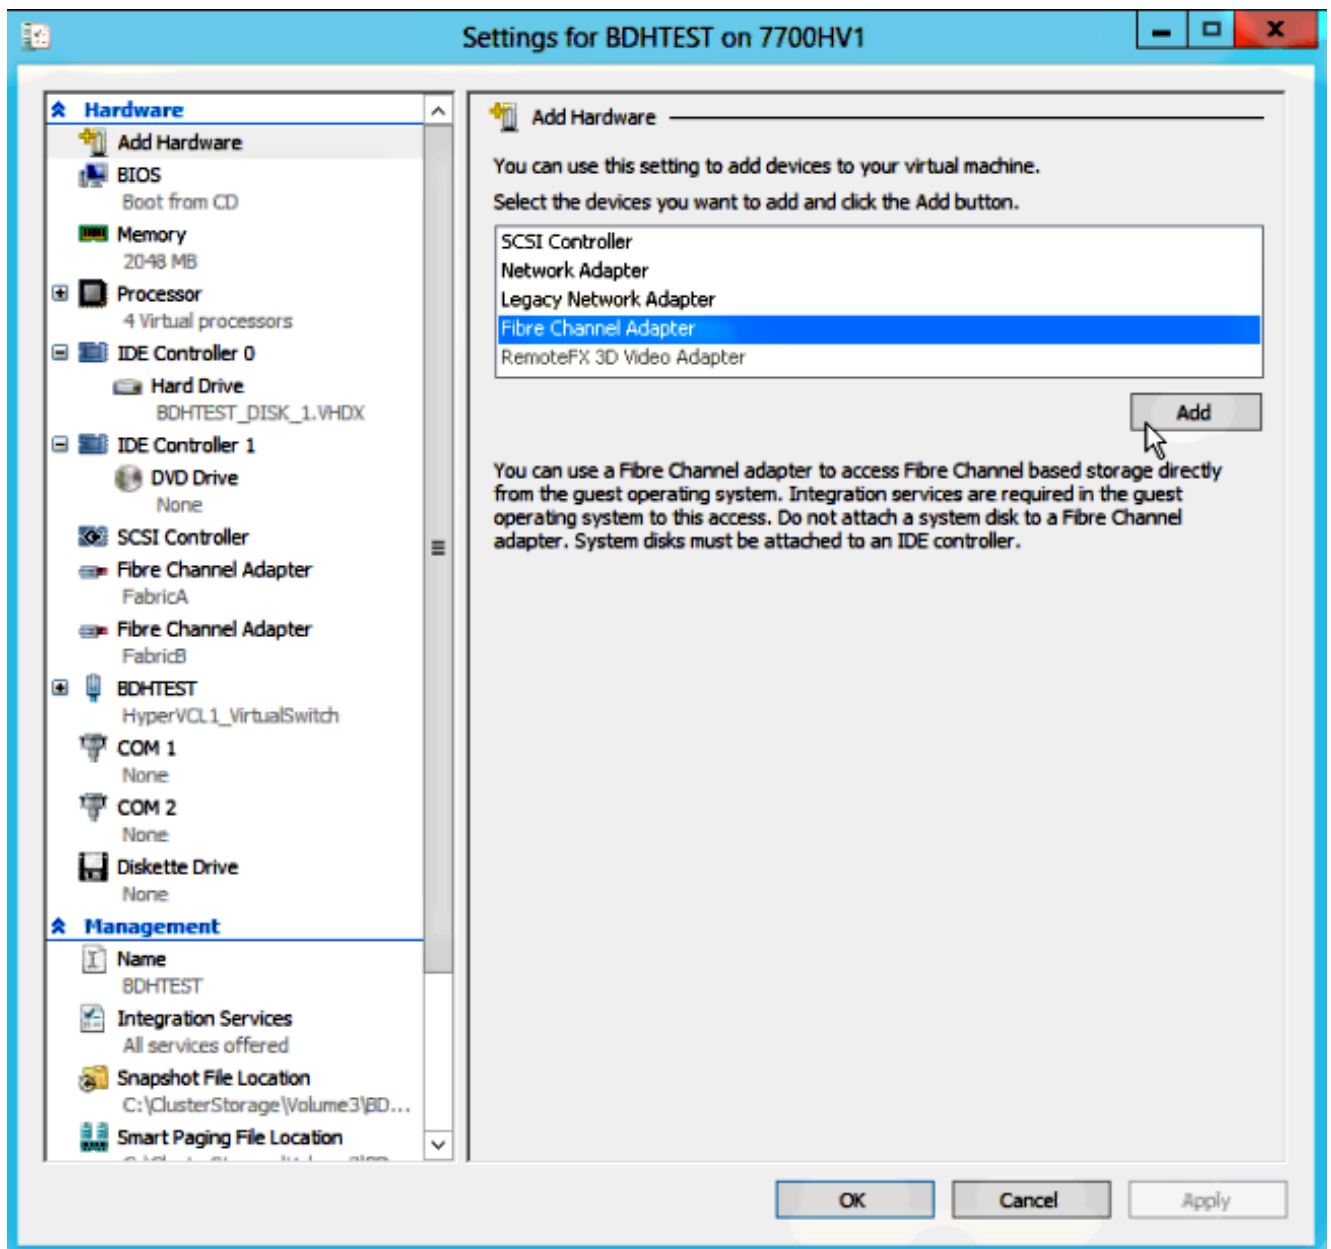 Settings for BDHTEST on 7700HV1
Hardware
Add Hardware
BIOS
Boot from CD
Memory
2048 MB
Processor
4 Virtual processors
IDE Controller 0
Hard Drive
BDHTEST_DISK_1.VHDX
IDE Controller 1
DVD Drive
None
SCSI Controller
Fibre Channel Adapter
FabricA
Fibre Channel Adapter
FabricB
BDHTEST
HyperVCL1_VirtualSwitch
COM 1
None
COM 2
None
Diskette Drive
None
Management
Name
BDHTEST
Integration Services
All services offered
Snapshot File Location
C:\ClusterStorage\Volume3\BD...
Smart Paging File Location
Add Hardware
You can use this setting to add devices to your virtual machine.
Select the devices you want to add and click the Add button.
SCSI Controller
Network Adapter
Legacy Network Adapter
Fibre Channel Adapter
RemoteFX 3D Video Adapter
Add
You can use a Fibre Channel adapter to access Fibre Channel based storage directly
from the guest operating system. Integration services are required in the guest
operating system to this access. Do not attach a system disk to a Fibre Channel
adapter. System disks must be attached to an IDE controller.
OK
Cancel
Apply